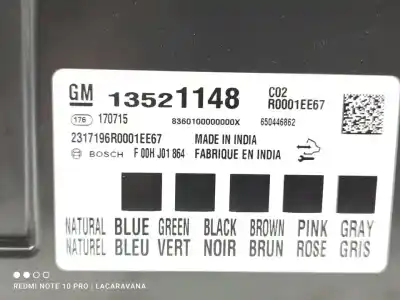 GM 13521148 C02
R0001EE67
176 170715 8360100000000X 650446862
2317196R0001EE67 MADE IN INDIA
BOSCH F 00H J01 864 FABRIQUE EN INDIA
NATURAL BLUE GREEN BLACK BROWN PINK GRAY
NATUREL BLEU VERT NOIR BRUN ROSE GRIS
REDMI NOTE 10 PRO | LACARAVANA